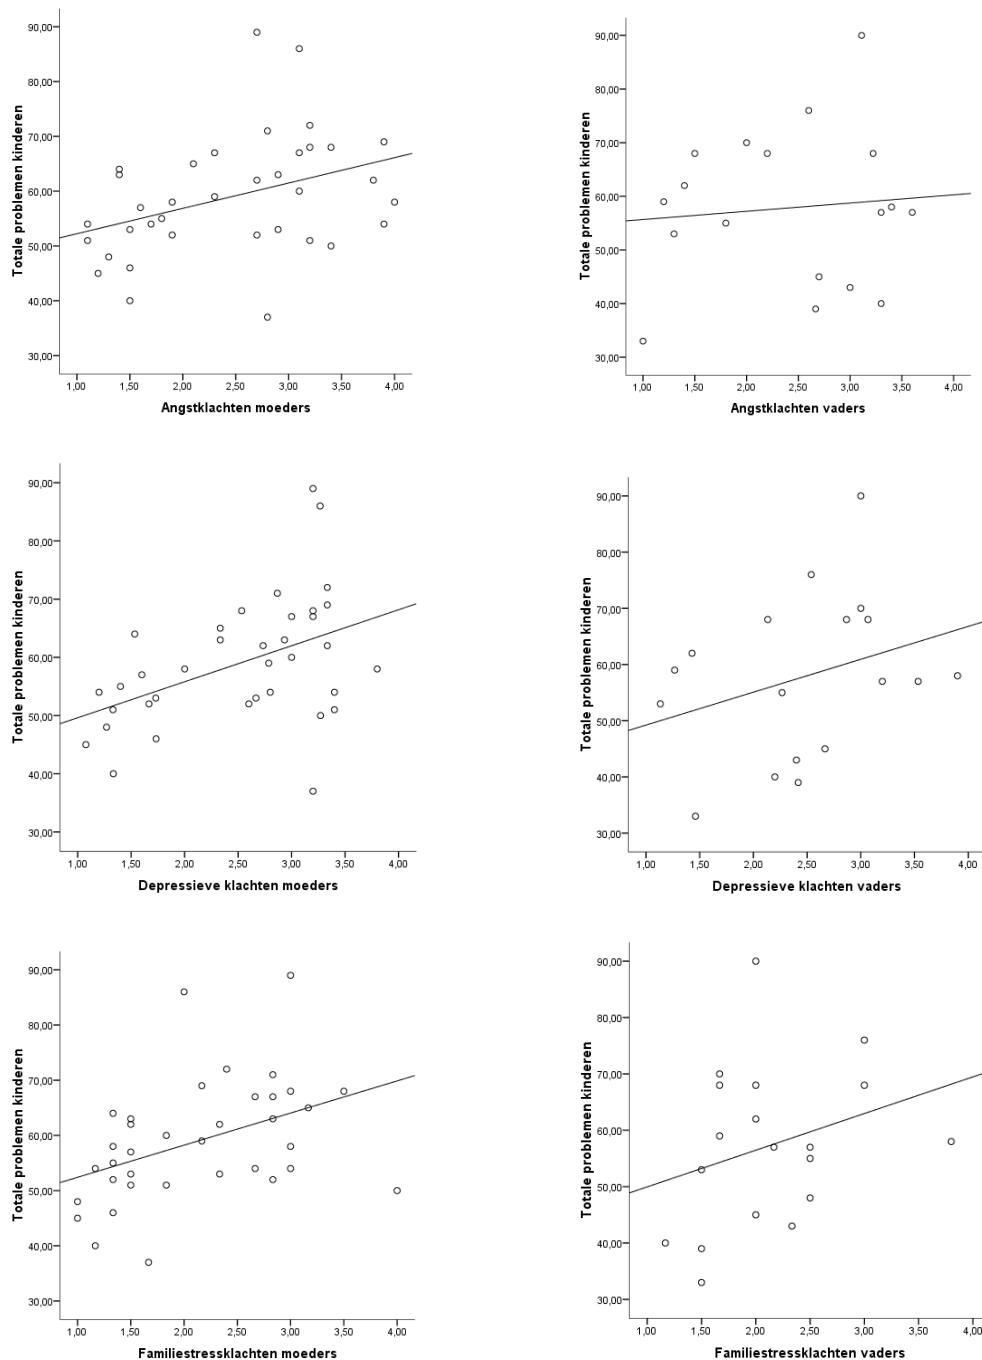 90,00
80,00
70,00
60,00
50,00
40,00
30,00
Totale problemen kinderen
1,00 1,50 2,00 2,50 3,00 3,50 4,00
Angstklachten moeders
90,00
80,00
70,00
60,00
50,00
40,00
30,00
Totale problemen kinderen
1,00 1,50 2,00 2,50 3,00 3,50 4,00
Angstklachten vaders
90,00
80,00
70,00
60,00
50,00
40,00
30,00
Totale problemen kinderen
1,00 1,50 2,00 2,50 3,00 3,50 4,00
Depressieve klachten moeders
90,00
80,00
70,00
60,00
50,00
40,00
30,00
Totale problemen kinderen
1,00 1,50 2,00 2,50 3,00 3,50 4,00
Depressieve klachten vaders
90,00
80,00
70,00
60,00
50,00
40,00
30,00
Totale problemen kinderen
1,00 1,50 2,00 2,50 3,00 3,50 4,00
Familiestressklachten moeders
90,00
80,00
70,00
60,00
50,00
40,00
30,00
Totale problemen kinderen
1,00 1,50 2,00 2,50 3,00 3,50 4,00
Familiestressklachten vaders